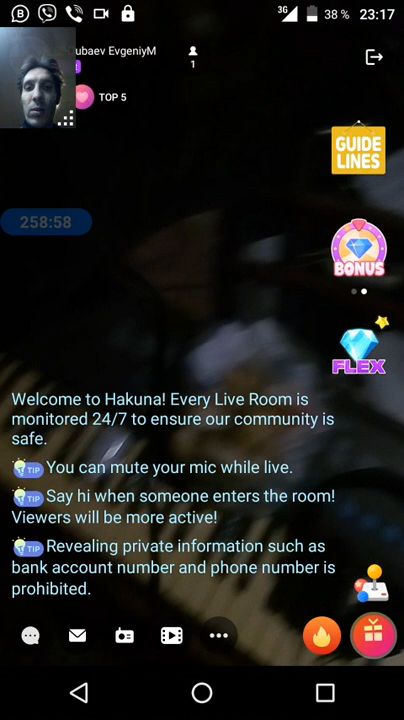 3G 38 % 23:17
ubaev EvgeniyM
1
TOP 5
GUIDE
LINES
258:58
BONUS
FLEX
Welcome to Hakuna! Every Live Room is
monitored 24/7 to ensure our community is
safe.
TIP You can mute your mic while live.
TIP Say hi when someone enters the room!
Viewers will be more active!
TIP Revealing private information such as
bank account number and phone number is
prohibited.